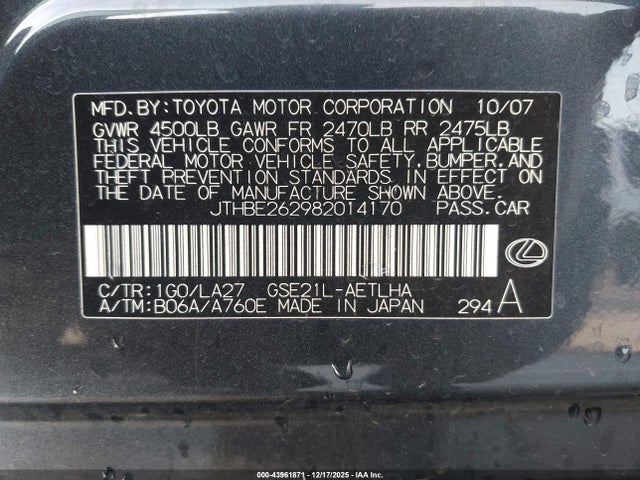 MFD.BY:TOYOTA MOTOR CORPORATION 10/07
GVWR 4500LB GAWR FR 2470LB RR 2475LB
THIS VEHICLE CONFORMS TO ALL APPLICABLE
FEDERAL MOTOR VEHICLE SAFETY,BUMPER,AND
THEFT PREVENTION STANDARDS IN EFFECT ON
THE DATE OF MANUFACTURE SHOWN ABOVE.
JTHBE262982014170 PASS.CAR
C/TR:1G0/LA27 GSE21L-AETLHA
A/TM:B06A/A760E MADE IN JAPAN 294 A
000-43961871 - 12/17/2025 - IAA Inc.